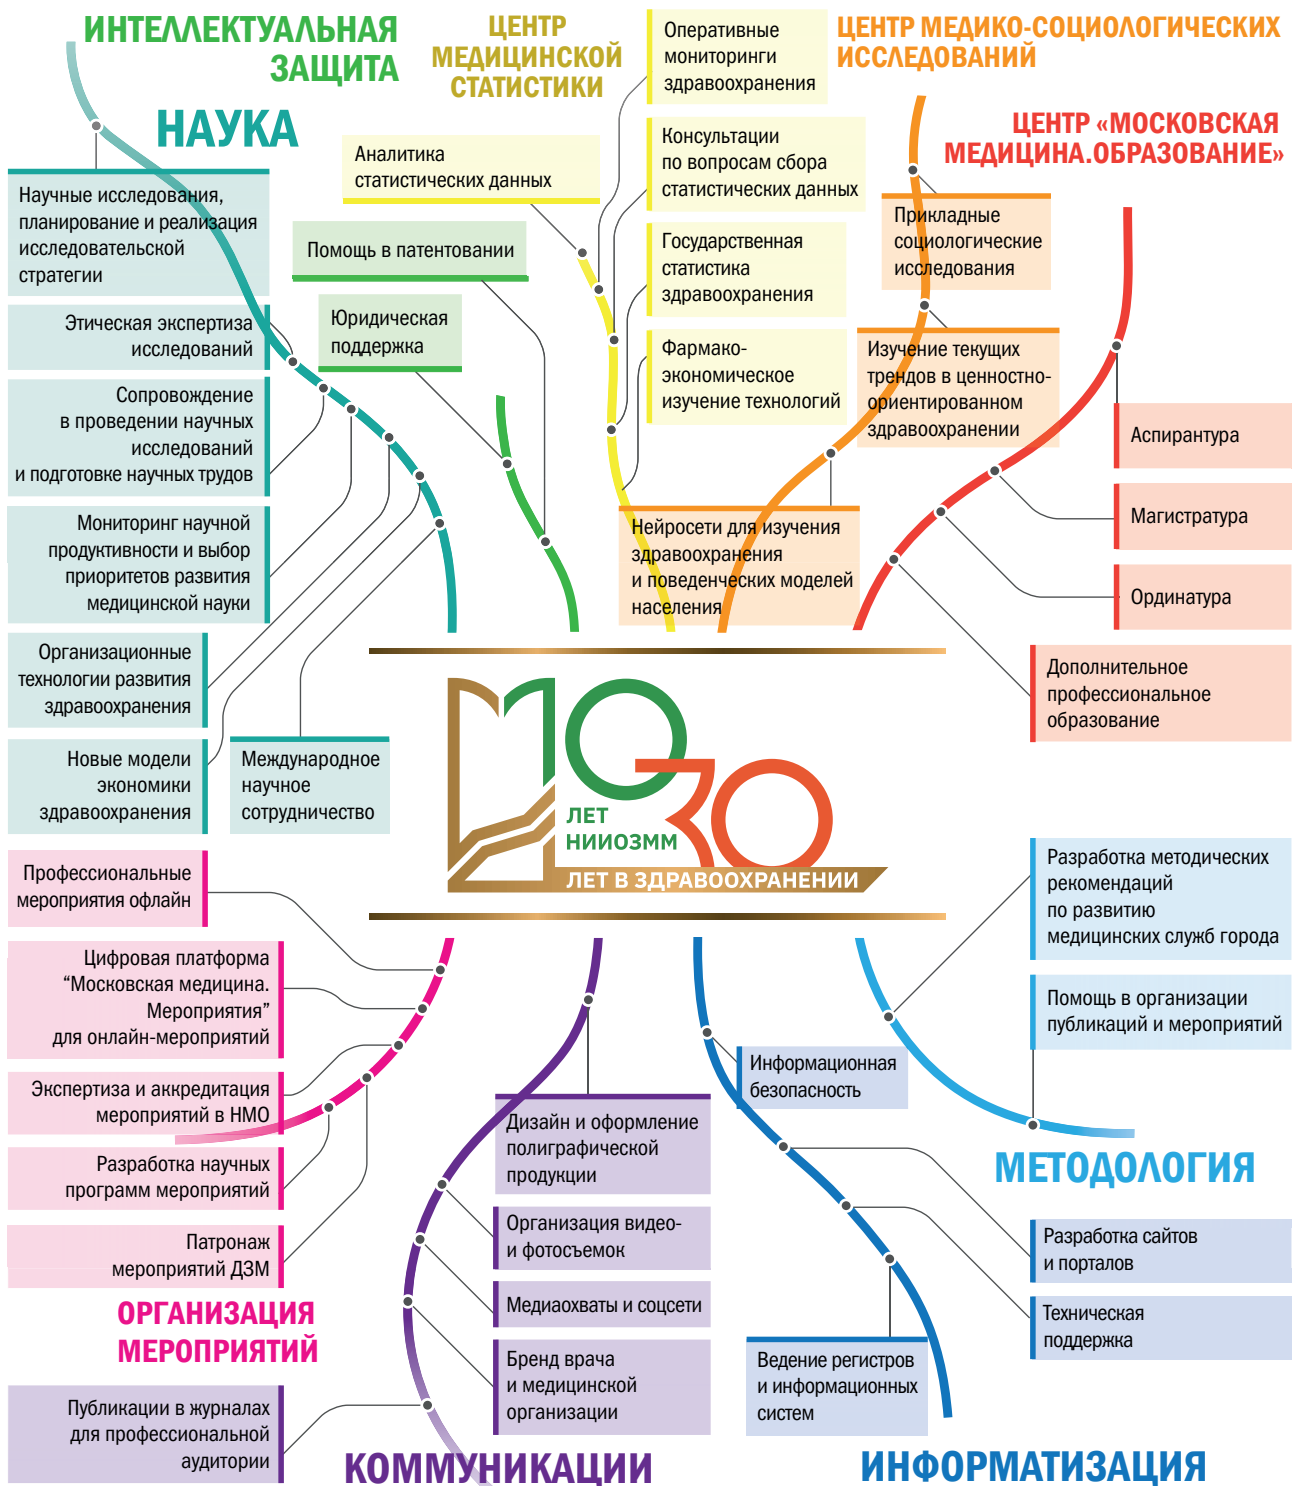 ИНТЕЛЛЕКТУАЛЬНАЯ
ЗАЩИТА
НАУКА
ЦЕНТР
МЕДИЦИНСКОЙ
СТАТИСТИКИ
ЦЕНТР МЕДИКО-СОЦИОЛОГИЧЕСКИХ
ИССЛЕДОВАНИЙ
ЦЕНТР «МОСКОВСКАЯ
МЕДИЦИНА.ОБРАЗОВАНИЕ»
Научные исследования,
планирование и реализация
исследовательской
стратегии
Этическая экспертиза
исследований
Сопровождение
в проведении научных
исследований
и подготовке научных трудов
Мониторинг научной
продуктивности и выбор
приоритетов развития
медицинской науки
Организационные
технологии развития
здравоохранения
Новые модели
экономики
здравоохранения
Международное
научное
сотрудничество
Помощь в патентовании
Юридическая
поддержка
Аналитика
статистических данных
Оперативные
мониторинги
здравоохранения
Консультации
по вопросам сбора
статистических данных
Государственная
статистика
здравоохранения
Фармако-
экономическое
изучение технологий
Прикладные
социологические
исследования
Изучение текущих
трендов в ценностно-
ориентированном
здравоохранении
Нейросети для изучения
здравоохранения
и поведенческих моделей
населения
Аспирантура
Магистратура
Ординатура
Дополнительное
профессиональное
образование
10
ЛЕТ
НИИОЗММ
30
ЛЕТ В ЗДРАВООХРАНЕНИИ
Профессиональные
мероприятия офлайн
Цифровая платформа
“Московская медицина.
Мероприятия”
для онлайн-мероприятий
Экспертиза и аккредитация
мероприятий в НМО
Разработка научных
программ мероприятий
Патронаж
мероприятий ДЗМ
ОРГАНИЗАЦИЯ
МЕРОПРИЯТИЙ
Публикации в журналах
для профессиональной
аудитории
Дизайн и оформление
полиграфической
продукции
Организация видео-
и фотосъемок
Медиаохваты и соцсети
Бренд врача
и медицинской
организации
КОММУНИКАЦИИ
Информационная
безопасность
Разработка сайтов
и порталов
Техническая
поддержка
Ведение регистров
и информационных
систем
ИНФОРМАТИЗАЦИЯ
Разработка методических
рекомендаций
по развитию
медицинских служб города
Помощь в организации
публикаций и мероприятий
МЕТОДОЛОГИЯ